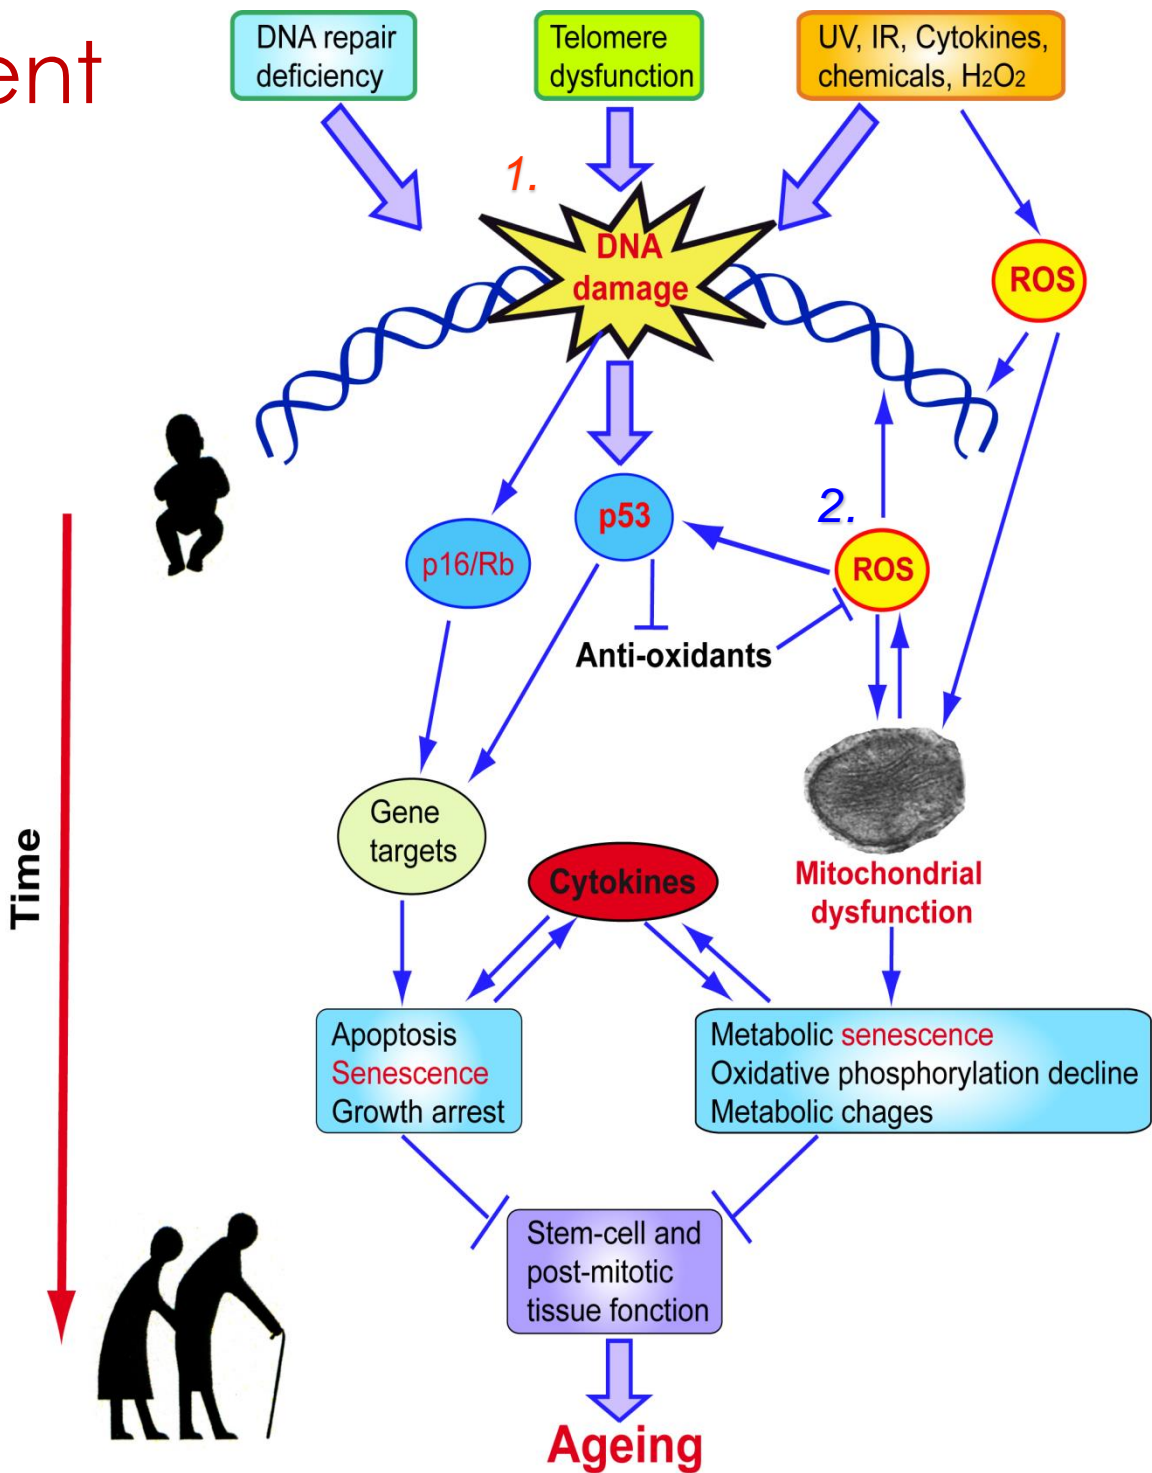 ent
DNA repair
deficiency
Telomere
dysfunction
UV, IR, Cytokines,
chemicals, H2O2
1.
DNA
damage
ROS
p53
2.
p16/Rb
ROS
Anti-oxidants
Gene
targets
Time
Cytokines
Mitochondrial
dysfunction
Apoptosis
Senescence
Growth arrest
Metabolic senescence
Oxidative phosphorylation decline
Metabolic chages
Stem-cell and
post-mitotic
tissue fonction
Ageing